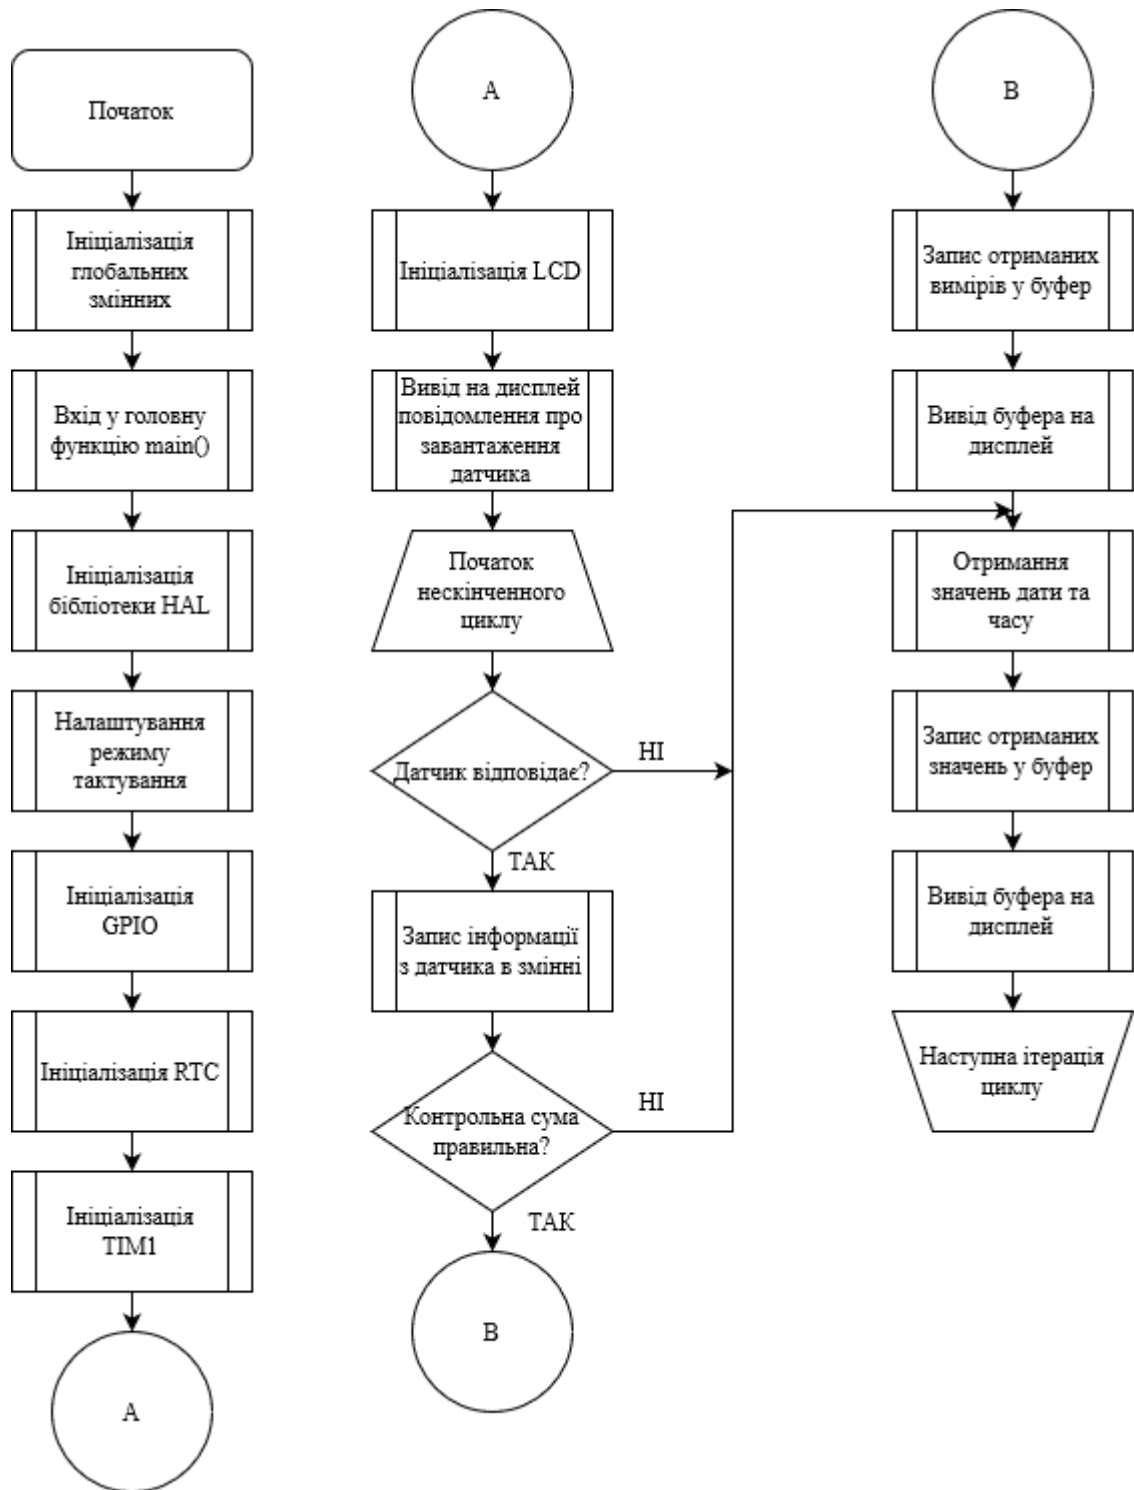 Початок
Ініціалізація
глобальних
змінних
Вхід у головну
функцію main()
Ініціалізація
бібліотеки HAL
Налаштування
режиму
тактування
Ініціалізація
GPIO
Ініціалізація RTC
Ініціалізація
TIM1
A
A
Ініціалізація LCD
Вивід на дисплей
повідомлення про
завантаження
датчика
Початок
нескінченного
циклу
Датчик відповідає?
НІ
ТАК
Запис інформації
з датчика в змінні
Контрольна сума
правильна?
НІ
ТАК
B
B
Запис отриманих
вимірів у буфер
Вивід буфера на
дисплей
Отримання
значень дати та
часу
Запис отриманих
значень у буфер
Вивід буфера на
дисплей
Наступна ітерація
циклу